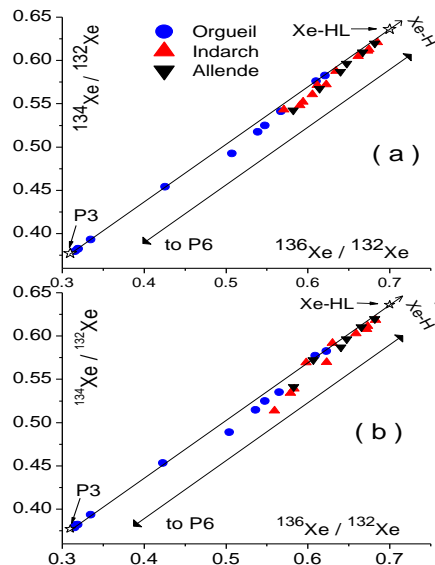 0.65
0.60
0.55
0.50
0.45
0.40
¹³⁴Xe / ¹³²Xe
Orgueil
Indarch
Allende
Xe-HL
Xe-H
( a )
P3
to P6
¹³⁶Xe / ¹³²Xe
0.3 0.4 0.5 0.6 0.7
0.65
0.60
0.55
0.50
0.45
0.40
¹³⁴Xe / ¹³²Xe
Xe-HL
Xe-H
( b )
P3
to P6
¹³⁶Xe / ¹³²Xe
0.3 0.4 0.5 0.6 0.7